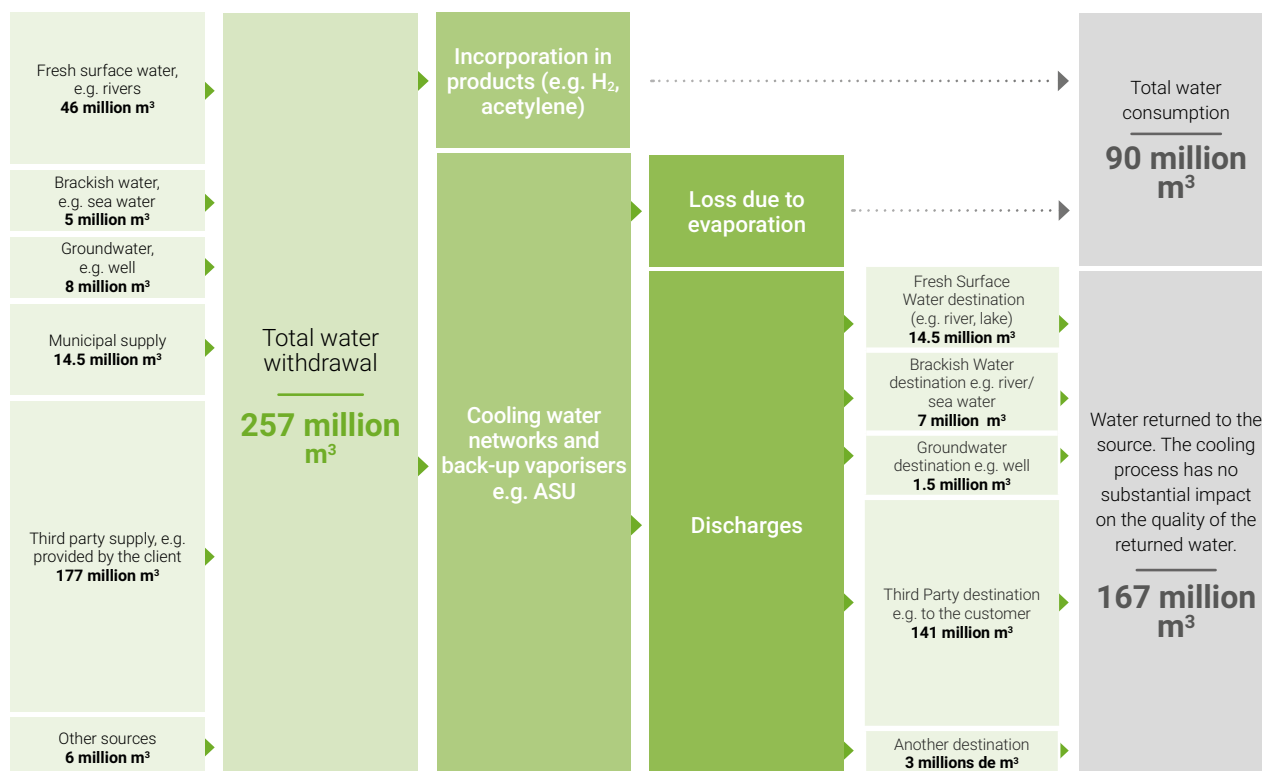 Fresh surface water,
e.g. rivers
46 million m³
Brackish water,
e.g. sea water
5 million m³
Groundwater,
e.g. well
8 million m³
Municipal supply
14.5 million m³
Third party supply, e.g.
provided by the client
177 million m³
Other sources
6 million m³
Total water
withdrawal
257 million
m³
Incorporation in
products (e.g. H₂,
acetylene)
Cooling water
networks and
back-up vaporisers
e.g. ASU
Loss due to
evaporation
Discharges
Fresh Surface
Water destination
(e.g. river, lake)
14.5 million m³
Brackish Water
destination e.g. river/
sea water
7 million m³
Groundwater
destination e.g. well
1.5 million m³
Third Party destination
e.g. to the customer
141 million m³
Another destination
3 millions de m³
Total water
consumption
90 million
m³
Water returned to the
source. The cooling
process has no
substantial impact
on the quality of the
returned water.
167 million
m³